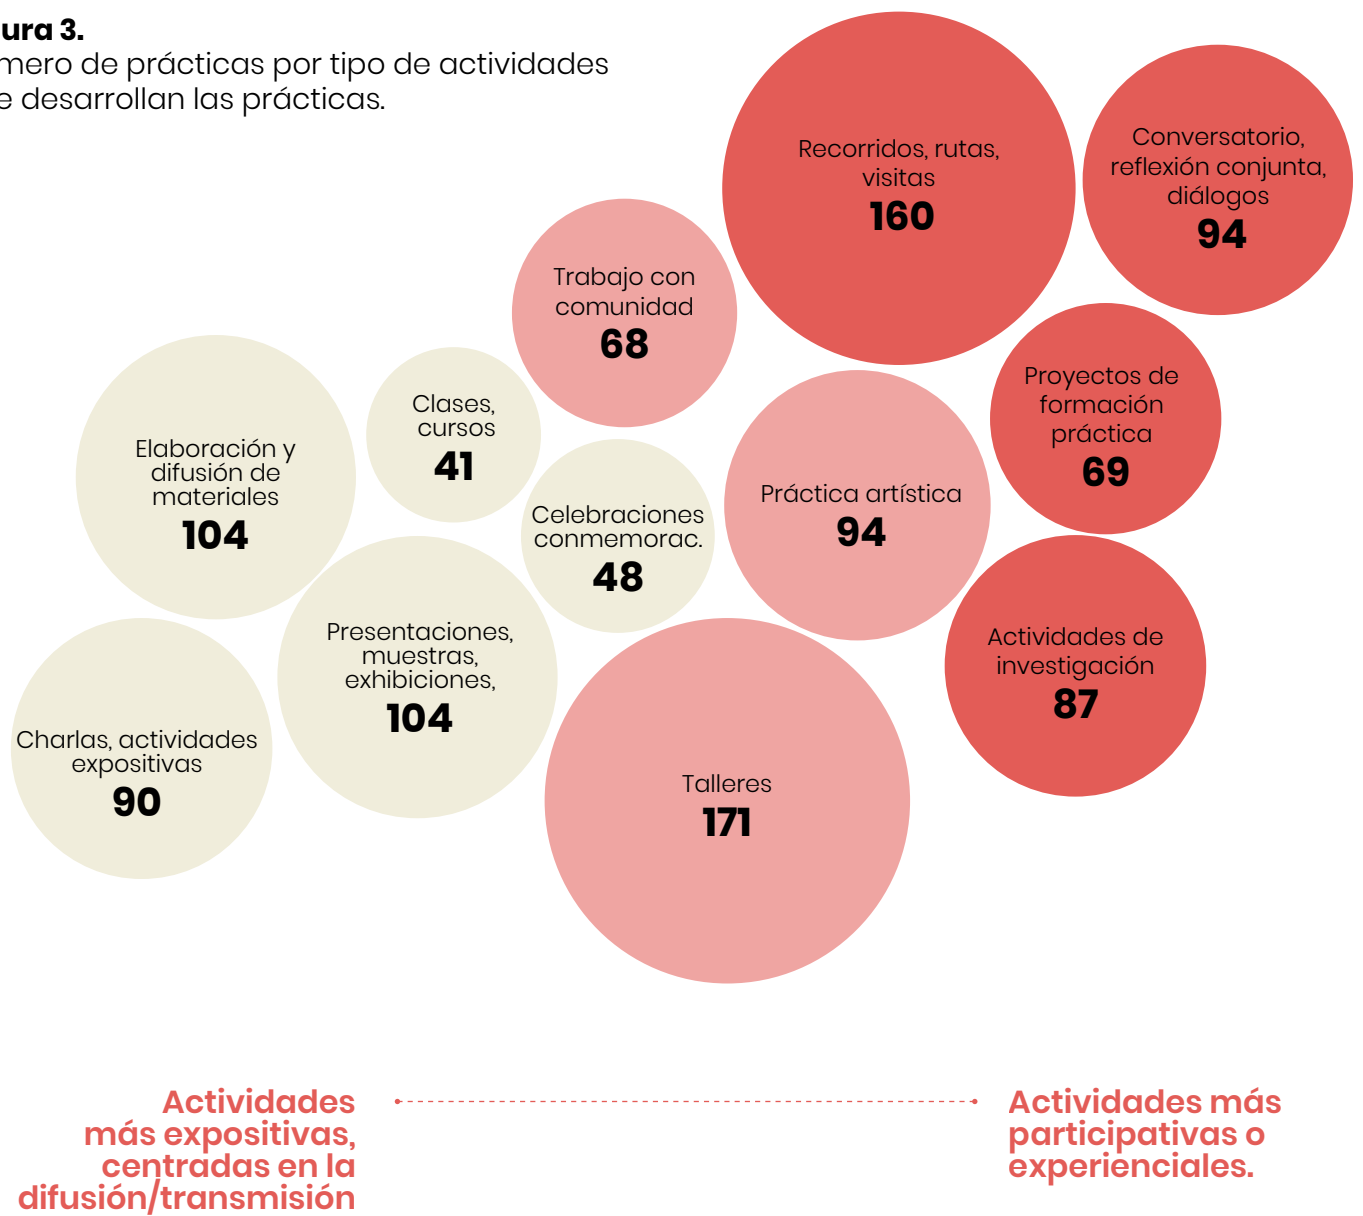 ura 3.
mero de prácticas por tipo de actividades
e desarrollan las prácticas.
Recorridos, rutas,
visitas
160
Conversatorio,
reflexión conjunta,
diálogos
94
Trabajo con
comunidad
68
Proyectos de
formación
práctica
69
Clases,
cursos
41
Elaboración y
difusión de
materiales
104
Celebraciones
conmemorac.
48
Práctica artística
94
Presentaciones,
muestras,
exhibiciones,
104
Actividades de
investigación
87
Charlas, actividades
expositivas
90
Talleres
171
Actividades
más expositivas,
centradas en la
difusión/transmisión
Actividades más
participativas o
experienciales.